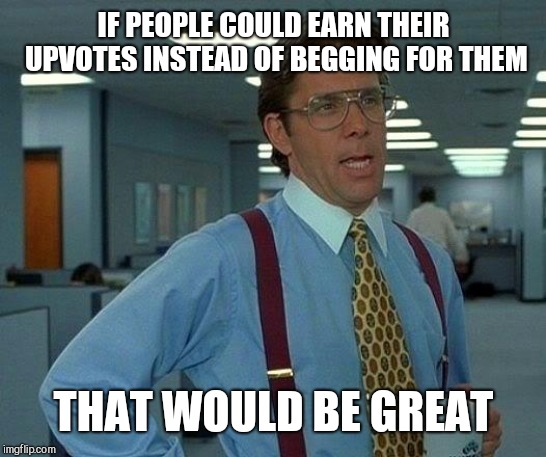 IF PEOPLE COULD EARN THEIR
UPVOTES INSTEAD OF BEGGING FOR THEM
THAT WOULD BE GREAT
imgflip.com